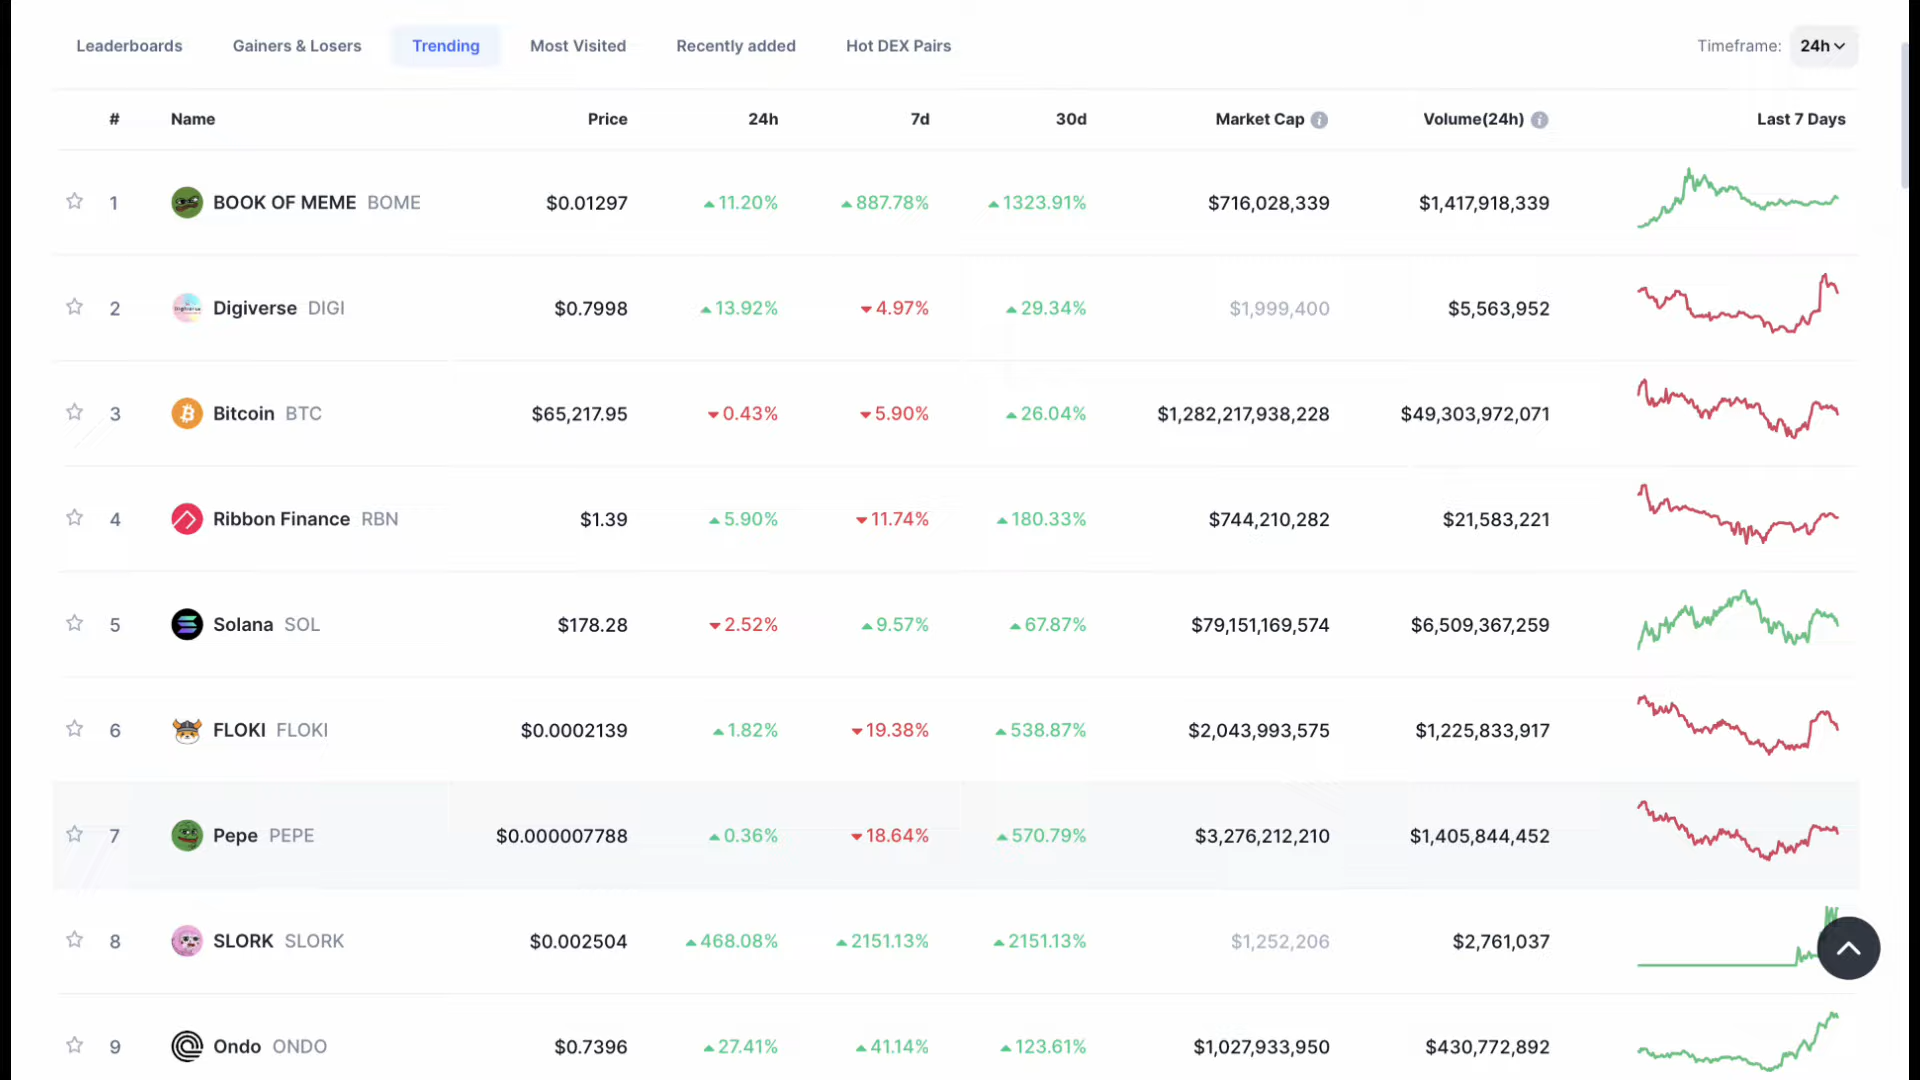 Leaderboards Gainers & Losers Trending Most Visited Recently added Hot DEX Pairs Timeframe: 24h
# Name Price 24h 7d 30d Market Cap Volume(24h) Last 7 Days
1 BOOK OF MEME BOME $0.01297 11.20% 887.78% 1323.91% $716,028,339 $1,417,918,339
2 Digiverse DIGI $0.7998 13.92% 4.97% 29.34% $1,999,400 $5,563,952
3 Bitcoin BTC $65,217.95 0.43% 5.90% 26.04% $1,282,217,938,228 $49,303,972,071
4 Ribbon Finance RBN $1.39 5.90% 11.74% 180.33% $744,210,282 $21,583,221
5 Solana SOL $178.28 2.52% 9.57% 67.87% $79,151,169,574 $6,509,367,259
6 FLOKI FLOKI $0.0002139 1.82% 19.38% 538.87% $2,043,993,575 $1,225,833,917
7 Pepe PEPE $0.000007788 0.36% 18.64% 570.79% $3,276,212,210 $1,405,844,452
8 SLORK SLORK $0.002504 468.08% 2151.13% 2151.13% $1,252,206 $2,761,037
9 Ondo ONDO $0.7396 27.41% 41.14% 123.61% $1,027,933,950 $430,772,892